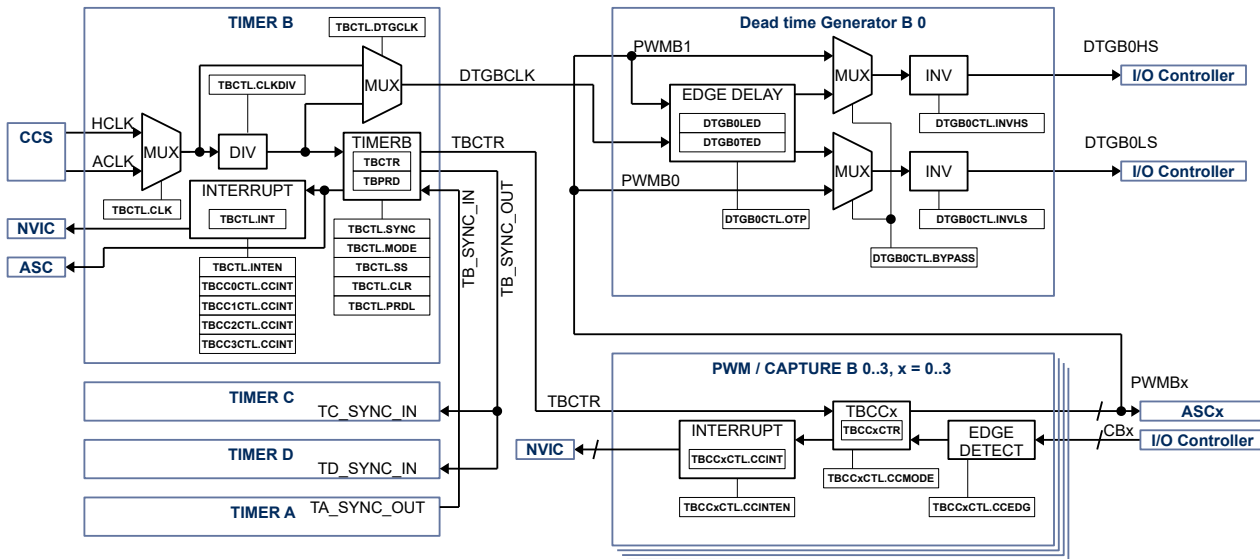 TIMER B
TBCTL.DTGCLK
MUX
DTGBCLK
TBCTL.CLKDIV
CCS
HCLK
ACLK
MUX
DIV
TIMERB
TBCTR
TBPRD
TBCTR
INTERRUPT
TBCTL.INT
TBCTL.CLK
NVIC
ASC
TBCTL.INTEN
TBCC0CTL.CCINT
TBCC1CTL.CCINT
TBCC2CTL.CCINT
TBCC3CTL.CCINT
TBCTL.SYNC
TBCTL.MODE
TBCTL.SS
TBCTL.CLR
TBCTL.PRDL
TB_SYNC_IN
TB_SYNC_OUT
TIMER C
TC_SYNC_IN
TIMER D
TD_SYNC_IN
TIMER A
TA_SYNC_OUT
Dead time Generator B 0
PWMB1
EDGE DELAY
DTGB0LED
DTGB0TED
PWMB0
MUX
INV
DTGB0CTL.INVHS
DTGB0HS
I/O Controller
MUX
INV
DTGB0CTL.INVLS
DTGB0LS
I/O Controller
DTGB0CTL.OTP
DTGB0CTL.BYPASS
PWM / CAPTURE B 0..3, x = 0..3
TBCTR
TBCCx
TBCCxCTR
TBCCxCTL.CCMODE
INTERRUPT
TBCCxCTL.CCINT
TBCCxCTL.CCINTEN
NVIC
EDGE
DETECT
TBCCxCTL.CCEDG
PWMBx
ASCx
CBx
I/O Controller